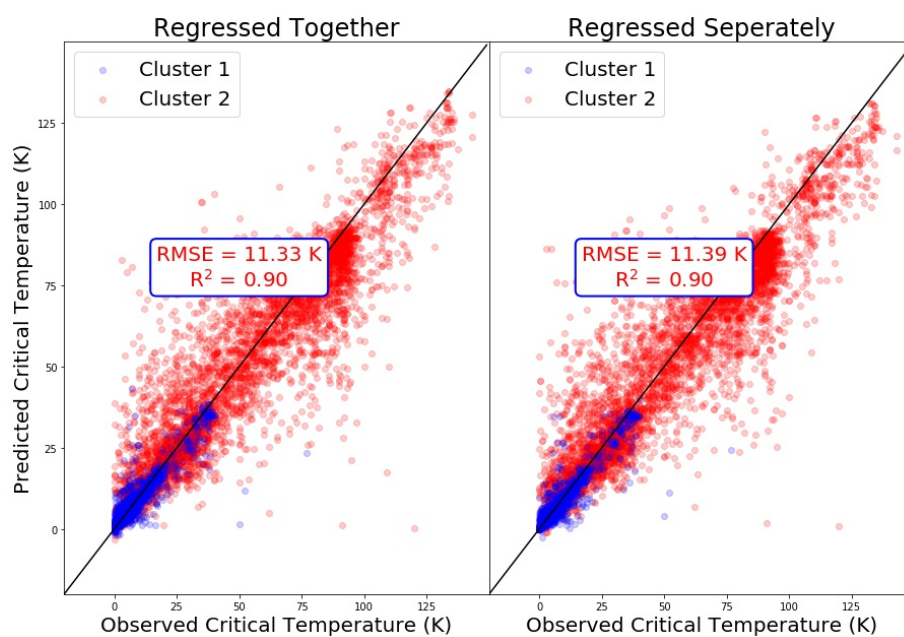 Regressed Together
Regressed Seperately
Cluster 1
Cluster 2
Cluster 1
Cluster 2
RMSE = 11.33 K
R² = 0.90
RMSE = 11.39 K
R² = 0.90
Predicted Critical Temperature (K)
125
100
75
50
25
0
0
25
50
75
100
125
0
25
50
75
100
125
Observed Critical Temperature (K)
Observed Critical Temperature (K)